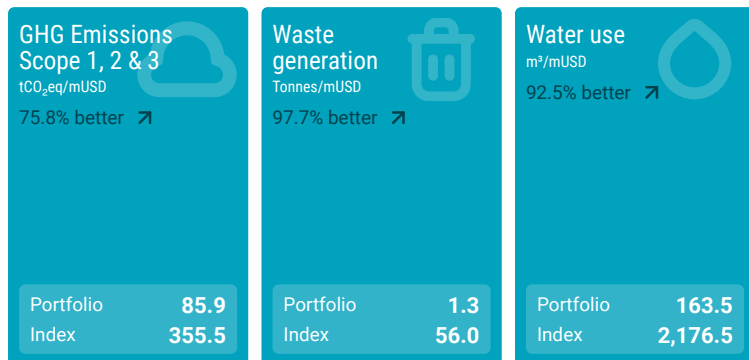 GHG Emissions
Scope 1, 2 & 3
tCO₂eq/mUSD
75.8% better
Portfolio 85.9
Index 355.5
Waste
generation
Tonnes/mUSD
97.7% better
Portfolio 1.3
Index 56.0
Water use
m³/mUSD
92.5% better
Portfolio 163.5
Index 2,176.5